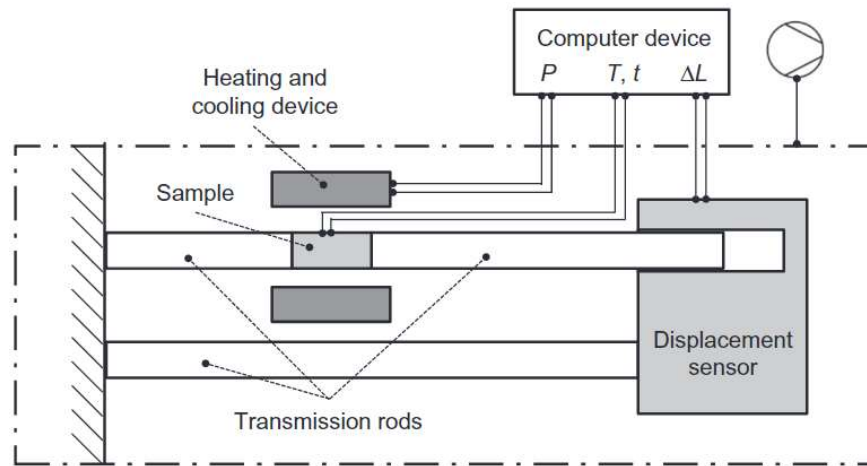 Computer device
P T, t ΔL
Heating and
cooling device
Sample
Displacement
sensor
Transmission rods